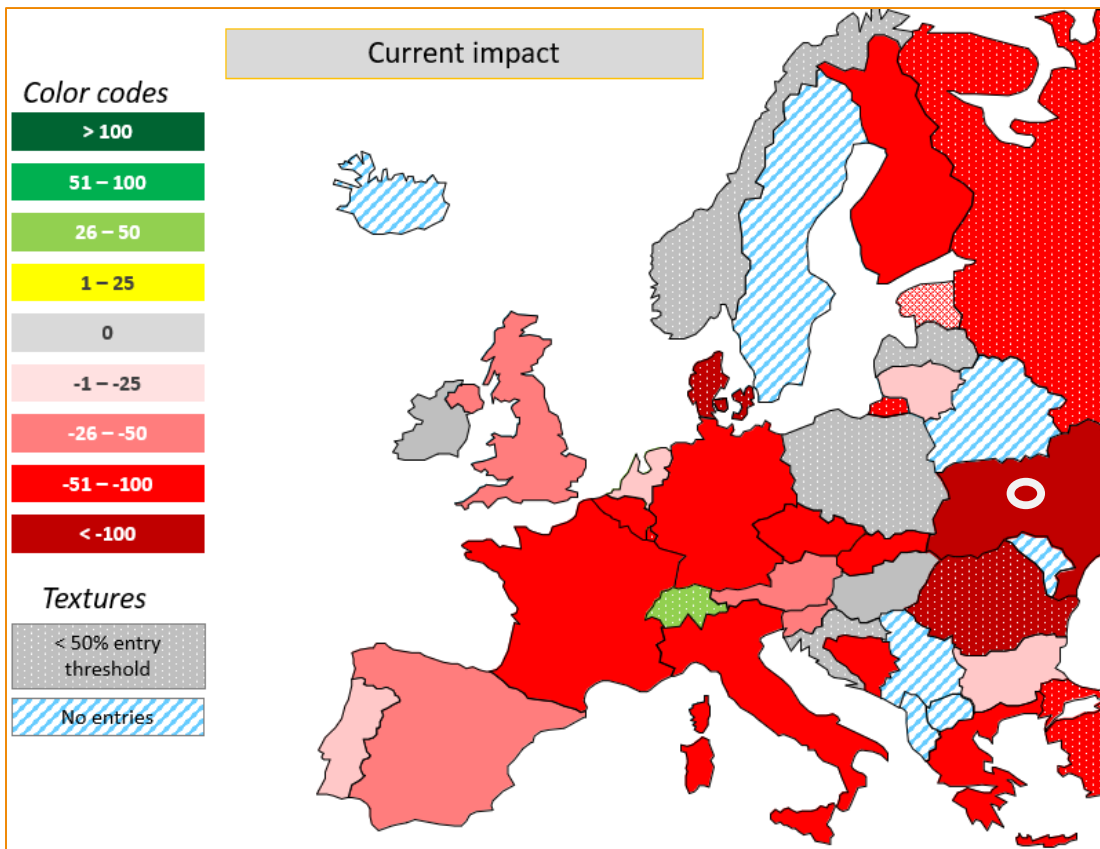 Current impact
Color codes
> 100
51 – 100
26 – 50
1 – 25
0
-1 – -25
-26 – -50
-51 – -100
< -100
Textures
< 50% entry
threshold
No entries